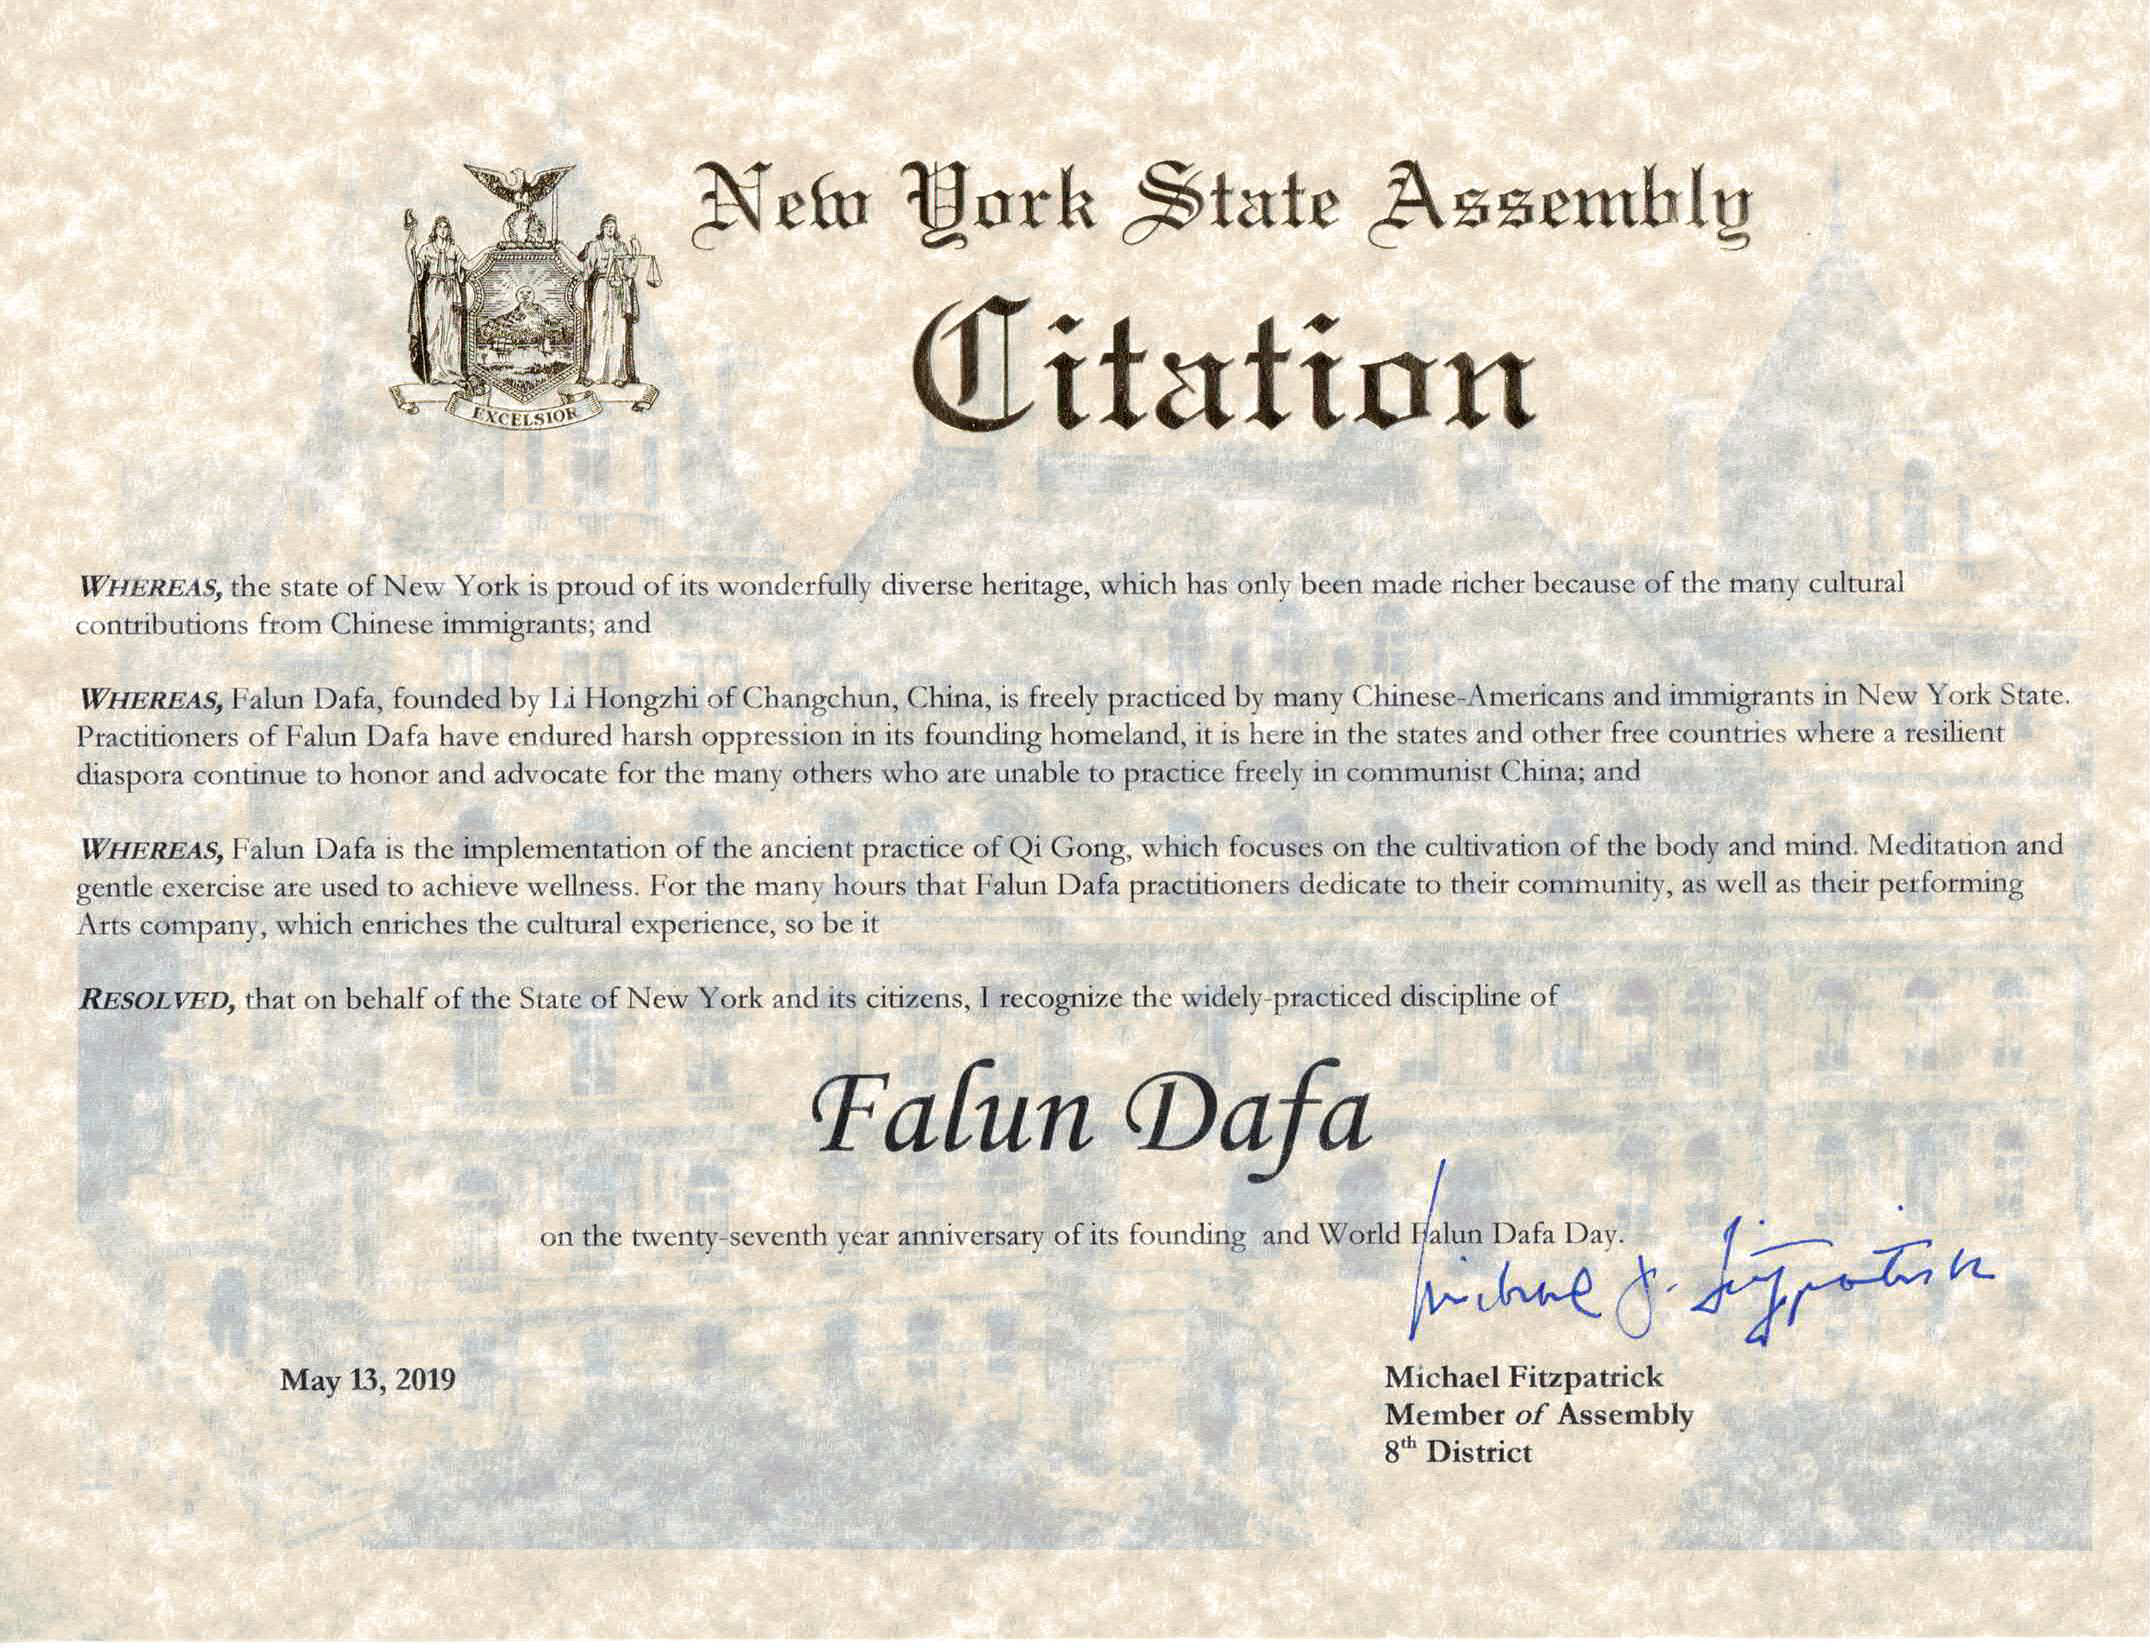 New York State Assembly
Citation
EXCELSIOR
WHEREAS, the state of New York is proud of its wonderfully diverse heritage, which has only been made richer because of the many cultural
contributions from Chinese immigrants; and
WHEREAS, Falun Dafa, founded by Li Hongzhi of Changchun, China, is freely practiced by many Chinese-Americans and immigrants in New York State.
Practitioners of Falun Dafa have endured harsh oppression in its founding homeland, it is here in the states and other free countries where a resilient
diaspora continue to honor and advocate for the many others who are unable to practice freely in communist China; and
WHEREAS, Falun Dafa is the implementation of the ancient practice of Qi Gong, which focuses on the cultivation of the body and mind. Meditation and
gentle exercise are used to achieve wellness. For the many hours that Falun Dafa practitioners dedicate to their community, as well as their performing
Arts company, which enriches the cultural experience, so be it
RESOLVED, that on behalf of the State of New York and its citizens, I recognize the widely-practiced discipline of
Falun Dafa
on the twenty-seventh year anniversary of its founding and World Falun Dafa Day.
Michael J. Fitzpatrick
May 13, 2019
Michael Fitzpatrick
Member of Assembly
8th District